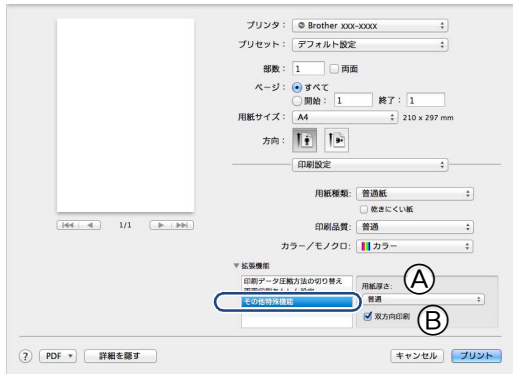 プリンタ： Brother xxx-xxxx
プリセット： デフォルト設定
部数： 1 両面
ページ： すべて
開始： 1 終了： 1
用紙サイズ： A4 210 x 297 mm
方向：
印刷設定
用紙種類: 普通紙
乾きにくい紙
1/1 印刷品質: 普通
カラー/モノクロ: カラー
拡張機能
印刷データ圧縮方法の切り替え
その他特殊機能
用紙厚さ: A
普通
双方向印刷 B
? PDF 詳細を隠す キャンセル プリント